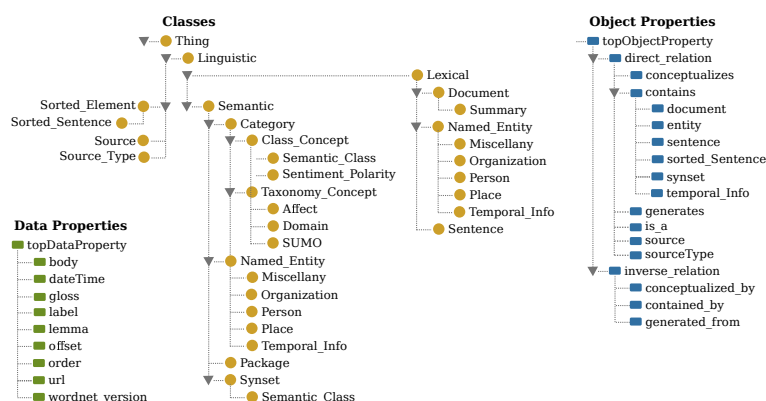 Classes
Thing
Linguistic
Lexical
Document
Summary
Named_Entity
Miscellany
Organization
Person
Place
Temporal_Info
Sentence
Sorted_Element
Sorted_Sentence
Source
Source_Type
Semantic
Category
Class_Concept
Semantic_Class
Sentiment_Polarity
Taxonomy_Concept
Affect
Domain
SUMO
Named_Entity
Miscellany
Organization
Person
Place
Temporal_Info
Package
Synset
Semantic_Class
Data Properties
topDataProperty
body
dateTime
gloss
label
lemma
offset
order
url
wordnet_version
Object Properties
topObjectProperty
direct_relation
conceptualizes
contains
document
entity
sentence
sorted_Sentence
synset
temporal_Info
generates
is_a
source
sourceType
inverse_relation
conceptualized_by
contained_by
generated_from